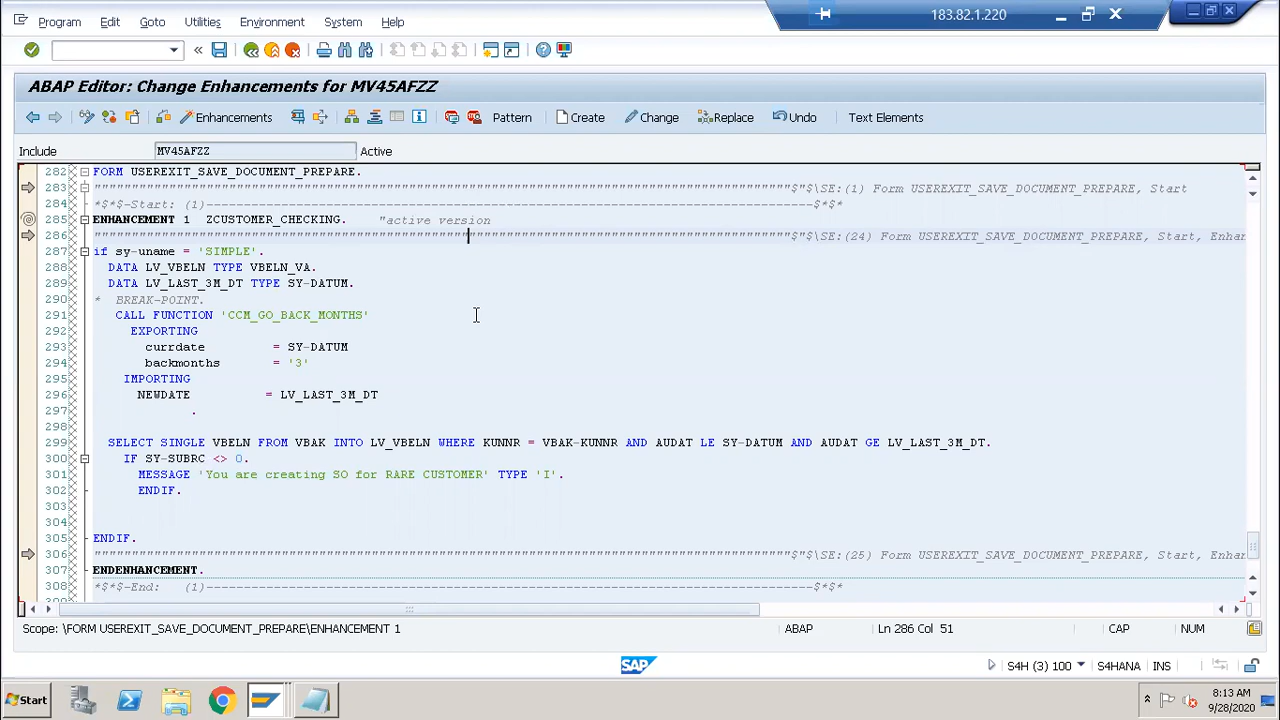 Program Edit Goto Utilities Environment System Help
183.82.1.220
ABAP Editor: Change Enhancements for MV45AFZZ
Enhancements Pattern Create Change Replace Undo Text Elements
Include MV45AFZZ Active
282 FORM USEREXIT_SAVE_DOCUMENT_PREPARE.
283 """"""""""""""""""""""""""""""""""""""""""""""""""""""""""""""""""""""""""""""""""""""""""""$"$\SE:(1) Form USEREXIT_SAVE_DOCUMENT_PREPARE, Start
284 *$*$-Start: (1)---------------------------------------------------------------------------------$*$*
285 ENHANCEMENT 1 ZCUSTOMER_CHECKING. "active version
286 """"""""""""""""""""""""""""""""""""""""""""""""""""""""""""""""""""""""""""""""""""""""""""$"$\SE:(24) Form USEREXIT_SAVE_DOCUMENT_PREPARE, Start, Enhan
287 if sy-uname = 'SIMPLE'.
288 DATA LV_VBELN TYPE VBELN_VA.
289 DATA LV_LAST_3M_DT TYPE SY-DATUM.
290 * BREAK-POINT.
291 CALL FUNCTION 'CCM_GO_BACK_MONTHS'
292 EXPORTING
293 currdate = SY-DATUM
294 backmonths = '3'
295 IMPORTING
296 NEWDATE = LV_LAST_3M_DT
297 .
298
299 SELECT SINGLE VBELN FROM VBAK INTO LV_VBELN WHERE KUNNR = VBAK-KUNNR AND AUDAT LE SY-DATUM AND AUDAT GE LV_LAST_3M_DT.
300 IF SY-SUBRC <> 0.
301 MESSAGE 'You are creating SO for RARE CUSTOMER' TYPE 'I'.
302 ENDIF.
303
304
305 ENDIF.
306 """"""""""""""""""""""""""""""""""""""""""""""""""""""""""""""""""""""""""""""""""""""""""""$"$\SE:(25) Form USEREXIT_SAVE_DOCUMENT_PREPARE, Start, Enhan
307 ENDENHANCEMENT.
308 *$*$-End: (1)---------------------------------------------------------------------------------$*$*
Scope: \FORM USEREXIT_SAVE_DOCUMENT_PREPARE\ENHANCEMENT 1 ABAP Ln 286 Col 51 CAP NUM
SAP S4H (3) 100 S4HANA INS
Start 8:13 AM
9/28/2020